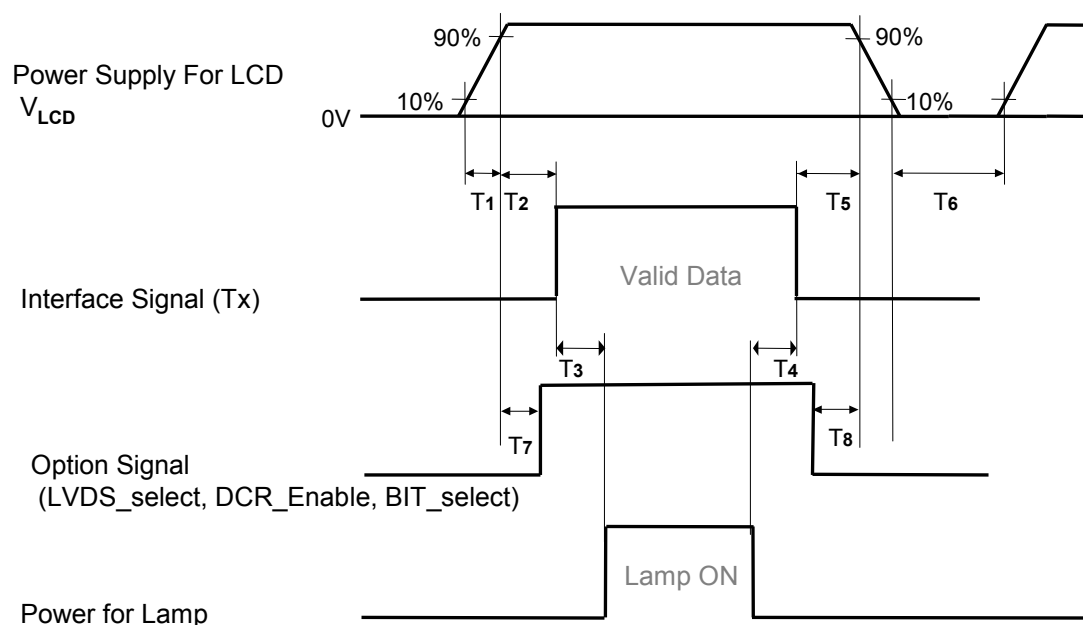 90%
90%
Power Supply For LCD
10%
10%
VLCD
0V
T1 T2
T5
T6
Valid Data
Interface Signal (Tx)
T3
T4
T7
T8
Option Signal
(LVDS_select, DCR_Enable, BIT_select)
Lamp ON
Power for Lamp